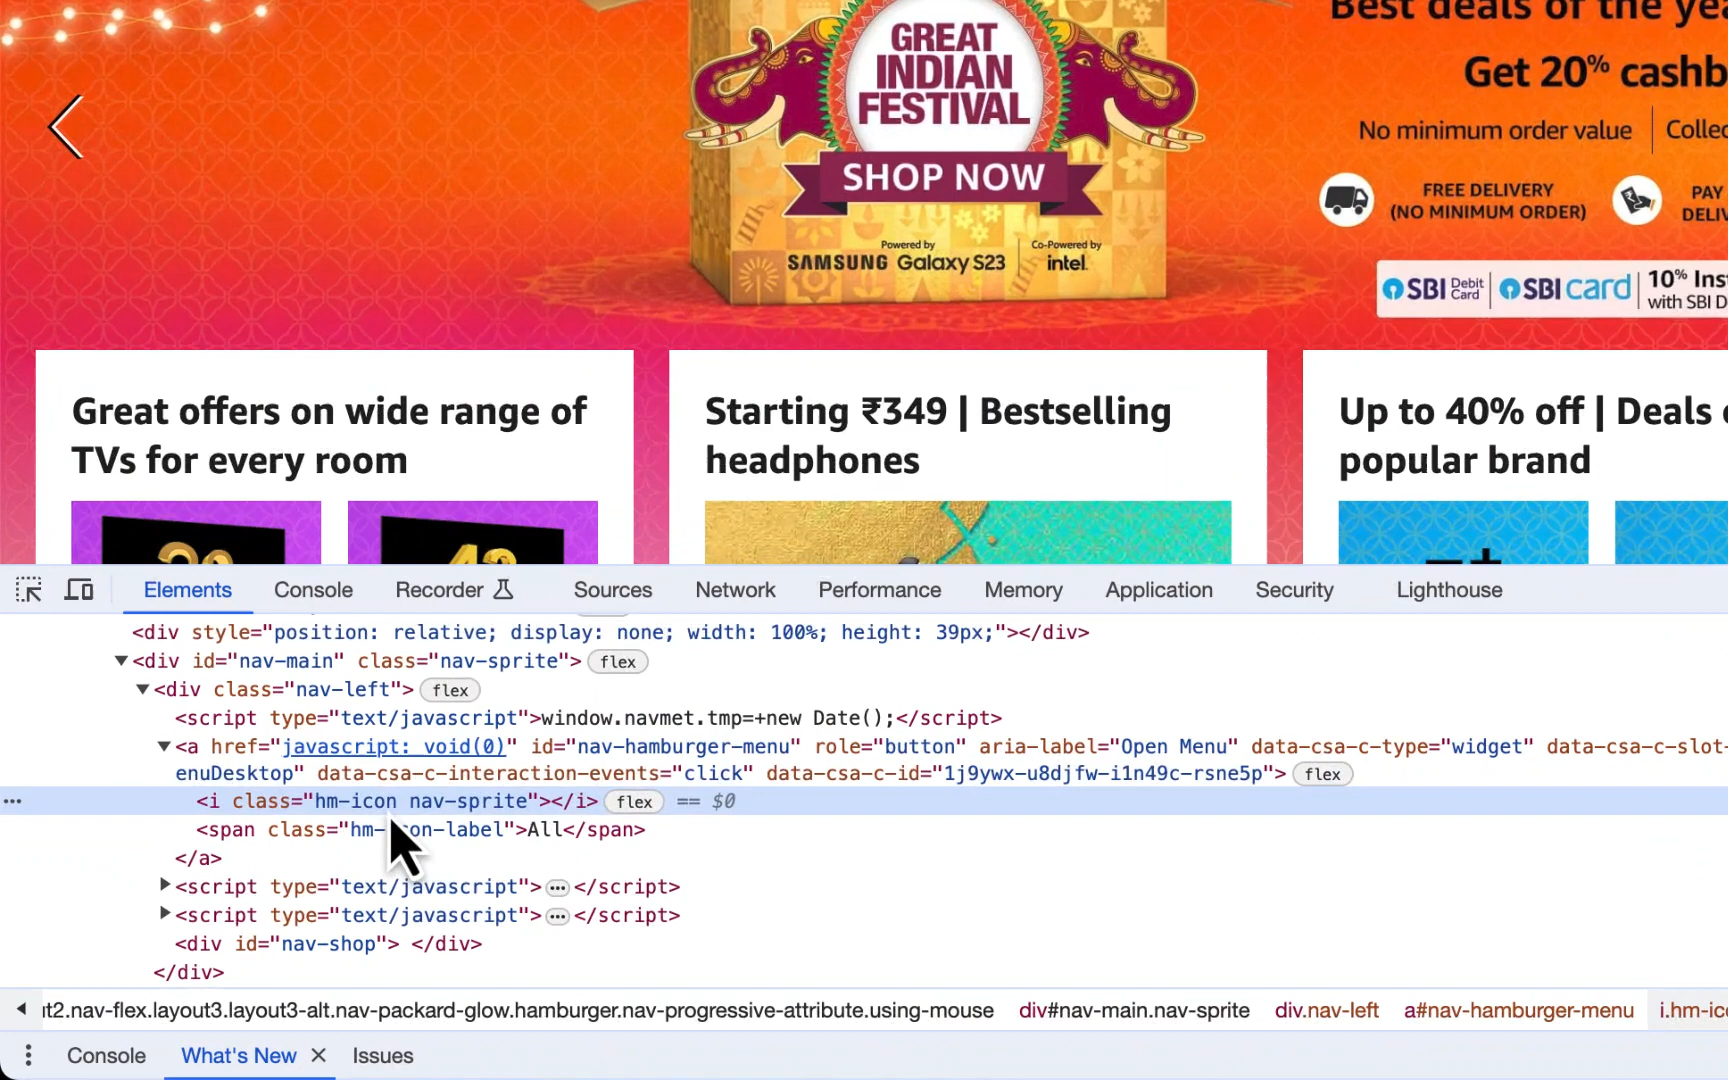 Best deals of the yea
GREAT
INDIAN
FESTIVAL
SHOP NOW
Powered by
SAMSUNG Galaxy S23
Co-Powered by
intel.
Get 20% cashb
No minimum order value
Collec
FREE DELIVERY
(NO MINIMUM ORDER)
PAY
DELIV
SBI Debit Card
SBI card
10% Ins
with SBI D
Great offers on wide range of
TVs for every room
Starting ₹349 | Bestselling
headphones
Up to 40% off | Deals
popular brand
Elements Console Recorder Sources Network Performance Memory Application Security Lighthouse
<div style="position: relative; display: none; width: 100%; height: 39px;"></div>
▼<div id="nav-main" class="nav-sprite"> flex
▼<div class="nav-left"> flex
<script type="text/javascript">window.navmet.tmp=+new Date();</script>
▼<a href="javascript: void(0)" id="nav-hamburger-menu" role="button" aria-label="Open Menu" data-csa-c-type="widget" data-csa-c-slot-
enuDesktop" data-csa-c-interaction-events="click" data-csa-c-id="1j9ywx-u8djfw-i1n49c-rsne5p"> flex
••• <i class="hm-icon nav-sprite"></i> flex == $0
<span class="hm-icon-label">All</span>
</a>
▶<script type="text/javascript">•••</script>
▶<script type="text/javascript">•••</script>
<div id="nav-shop"> </div>
</div>
ut2.nav-flex.layout3.layout3-alt.nav-packard-glow.hamburger.nav-progressive-attribute.using-mouse div#nav-main.nav-sprite div.nav-left a#nav-hamburger-menu i.hm-ico
Console What's New × Issues